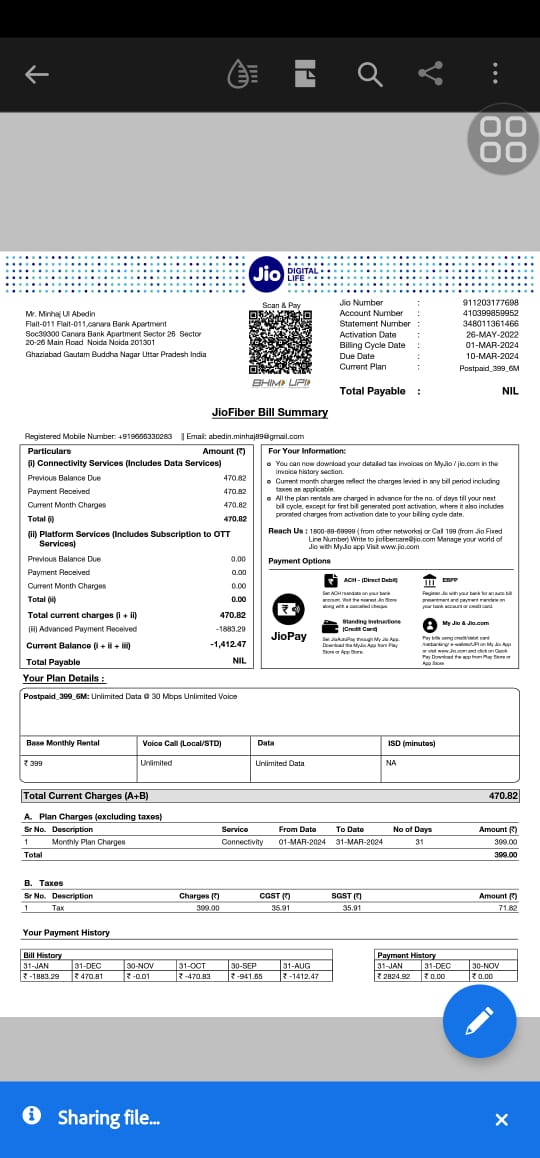 Jio DIGITAL LIFE
Mr. Minhaj Ul Abedin
Flait-011 Flait-011,canara Bank Apartment
Soc39300 Canara Bank Apartment Sector 26 Sector
20-26 Main Road Noida Noida 201301
Ghaziabad Gautam Buddha Nagar Uttar Pradesh India
Scan & Pay
BHIM UPI
Jio Number : 911203177698
Account Number : 410399859952
Statement Number : 348011361466
Activation Date : 26-MAY-2022
Billing Cycle Date : 01-MAR-2024
Due Date : 10-MAR-2024
Current Plan : Postpaid_399_6M
Total Payable : NIL
JioFiber Bill Summary
Registered Mobile Number: +919666330283 || Email: abedin.minhaj89@gmail.com
Particulars Amount (₹)
(i) Connectivity Services (Includes Data Services)
Previous Balance Due 470.82
Payment Received 470.82
Current Month Charges 470.82
Total (i) 470.82
(ii) Platform Services (Includes Subscription to OTT
Services)
Previous Balance Due 0.00
Payment Received 0.00
Current Month Charges 0.00
Total (ii) 0.00
Total current charges (i + ii) 470.82
(iii) Advanced Payment Received -1883.29
Current Balance (i + ii + iii) -1,412.47
Total Payable NIL
For Your Information:
You can now download your detailed tax invoices on MyJio / jio.com in the
invoice history section.
Current month charges reflect the charges levied in any bill period including
taxes as applicable.
All the plan rentals are charged in advance for the no. of days till your next
bill cycle, except for first bill generated post activation, where it also includes
prorated charges from activation date to your billing cycle date.
Reach Us : 1800-89-69999 ( from other networks) or Call 199 (from Jio Fixed
Line Number) Write to jiofibercare@jio.com Manage your world of
Jio with MyJio app Visit www.jio.com
Payment Options
JioPay
ACH - (Direct Debit)
Set ACH mandate on your bank
account. Visit the nearest Jio Store
along with a cancelled cheque.
EBPP
Register Jio with your bank for an auto bill
presentment and payment mandate on
your bank account or credit card.
Standing Instructions
(Credit Card)
Set JioAutoPay through My Jio App.
Download the MyJio App from Play
Store or App Store.
My Jio & Jio.com
Pay bills using credit/debit card
/netbanking/ e-wallets/UPI on My Jio App
or visit www.Jio.com and click on Quick
Pay Download the app from Play Store or
App Store
Your Plan Details :
Postpaid_399_6M: Unlimited Data @ 30 Mbps Unlimited Voice
Base Monthly Rental Voice Call (Local/STD) Data ISD (minutes)
₹ 399 Unlimited Unlimited Data NA
Total Current Charges (A+B) 470.82
A. Plan Charges (excluding taxes)
Sr No. Description Service From Date To Date No of Days Amount (₹)
1 Monthly Plan Charges Connectivity 01-MAR-2024 31-MAR-2024 31 399.00
Total 399.00
B. Taxes
Sr No. Description Charges (₹) CGST (₹) SGST (₹) Amount (₹)
1 Tax 399.00 35.91 35.91 71.82
Your Payment History
Bill History
31-JAN 31-DEC 30-NOV 31-OCT 30-SEP 31-AUG
₹ -1883.29 ₹ 470.81 ₹ -0.01 ₹ -470.83 ₹ -941.65 ₹ -1412.47
Payment History
31-JAN 31-DEC 30-NOV
₹ 2824.92 ₹ 0.00 ₹ 0.00
Sharing file...